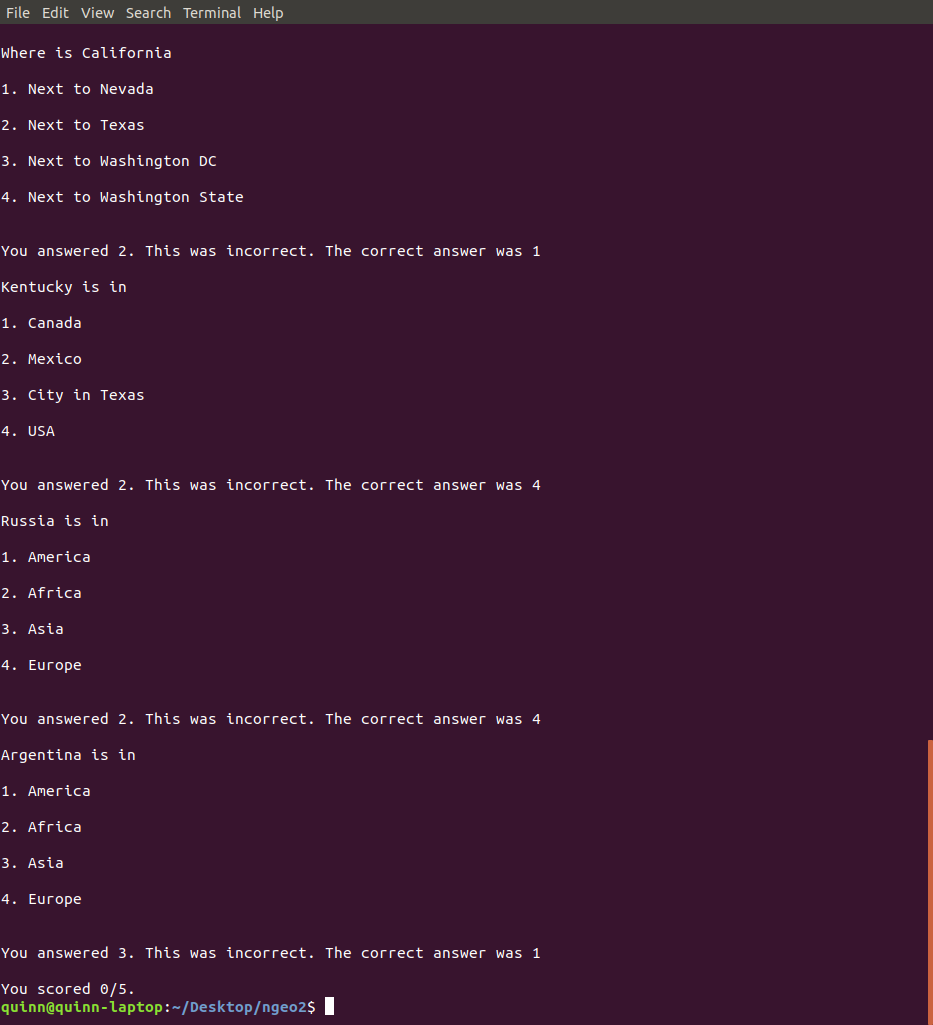 File Edit View Search Terminal Help
Where is California
1. Next to Nevada
2. Next to Texas
3. Next to Washington DC
4. Next to Washington State
You answered 2. This was incorrect. The correct answer was 1
Kentucky is in
1. Canada
2. Mexico
3. City in Texas
4. USA
You answered 2. This was incorrect. The correct answer was 4
Russia is in
1. America
2. Africa
3. Asia
4. Europe
You answered 2. This was incorrect. The correct answer was 4
Argentina is in
1. America
2. Africa
3. Asia
4. Europe
You answered 3. This was incorrect. The correct answer was 1
You scored 0/5.
quinn@quinn-laptop:~/Desktop/ngeo2$